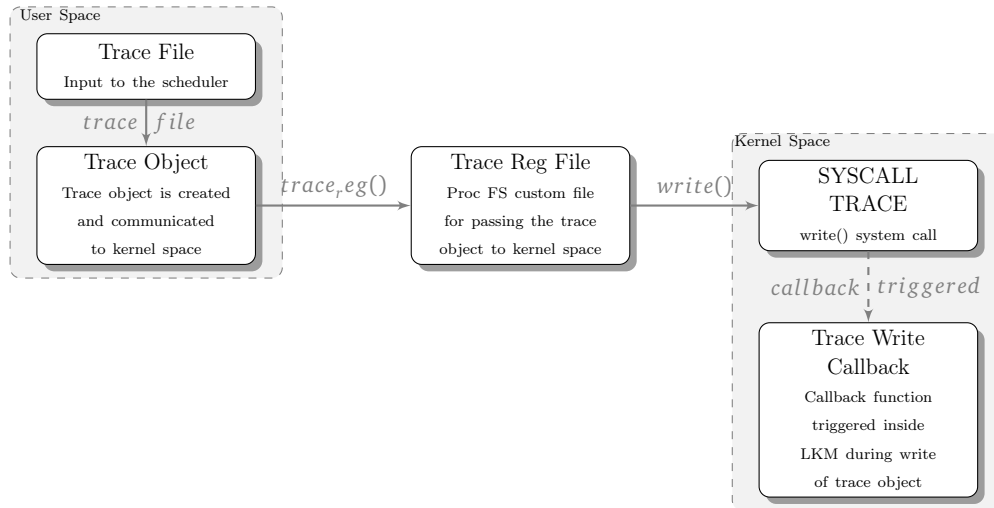 User Space
Trace File
Input to the scheduler
trace file
Trace Object
Trace object is created
and communicated
to kernel space
trace_reg()
Trace Reg File
Proc FS custom file
for passing the trace
object to kernel space
write()
Kernel Space
SYSCALL
TRACE
write() system call
callback triggered
Trace Write
Callback
Callback function
triggered inside
LKM during write
of trace object